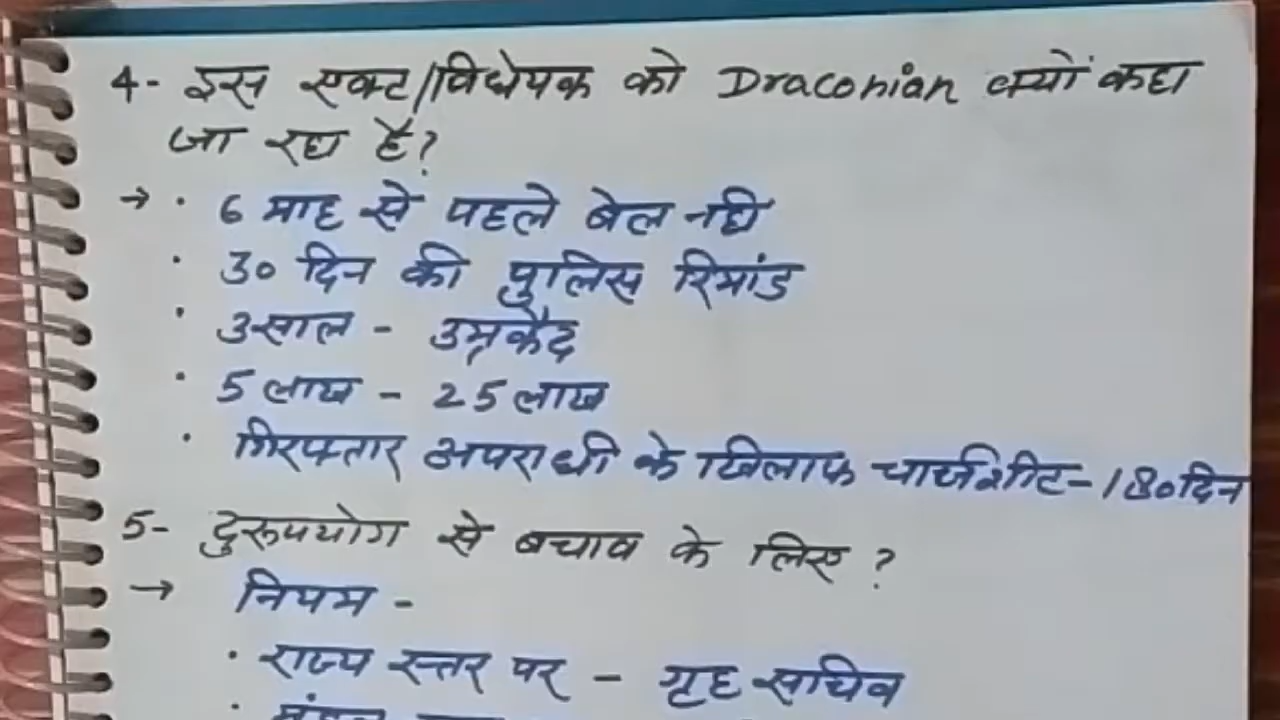 4- इस एक्ट/विधेयक को Draconian क्यों कहा
जा रहा है?
→ · 6 माह से पहले बेल नही
· 30 दिन की पुलिस रिमांड
· 3 साल - उम्रकैद
· 5 लाख - 25 लाख
· गिरफ्तार अपराधी के खिलाफ चार्जशीट - 180 दिन
5- दुरूपयोग से बचाव के लिए ?
→ नियम -
· राज्य स्तर पर - गृह सचिव